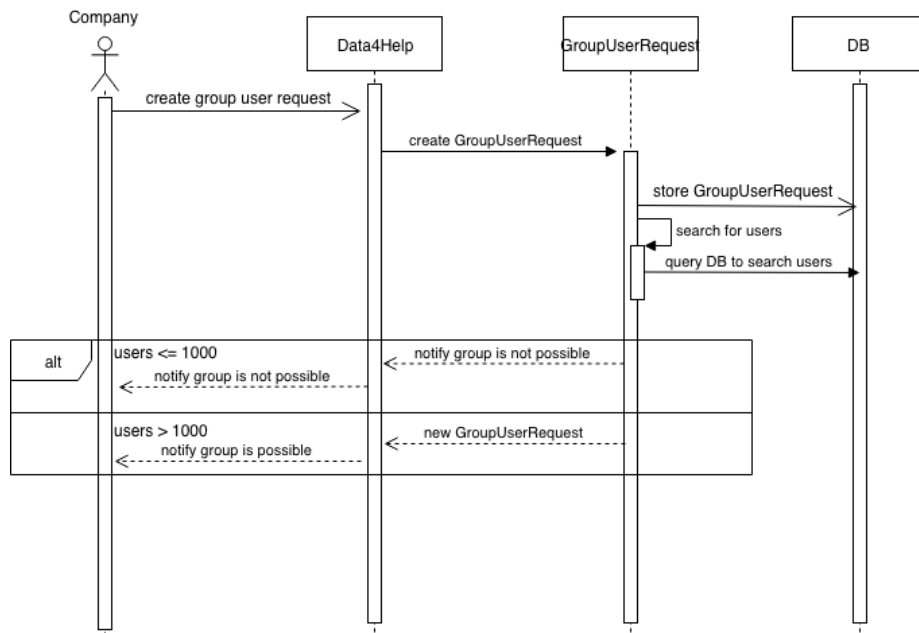 Company
Data4Help
GroupUserRequest
DB
create group user request
create GroupUserRequest
store GroupUserRequest
search for users
query DB to search users
alt
users <= 1000
notify group is not possible
notify group is not possible
users > 1000
new GroupUserRequest
notify group is possible